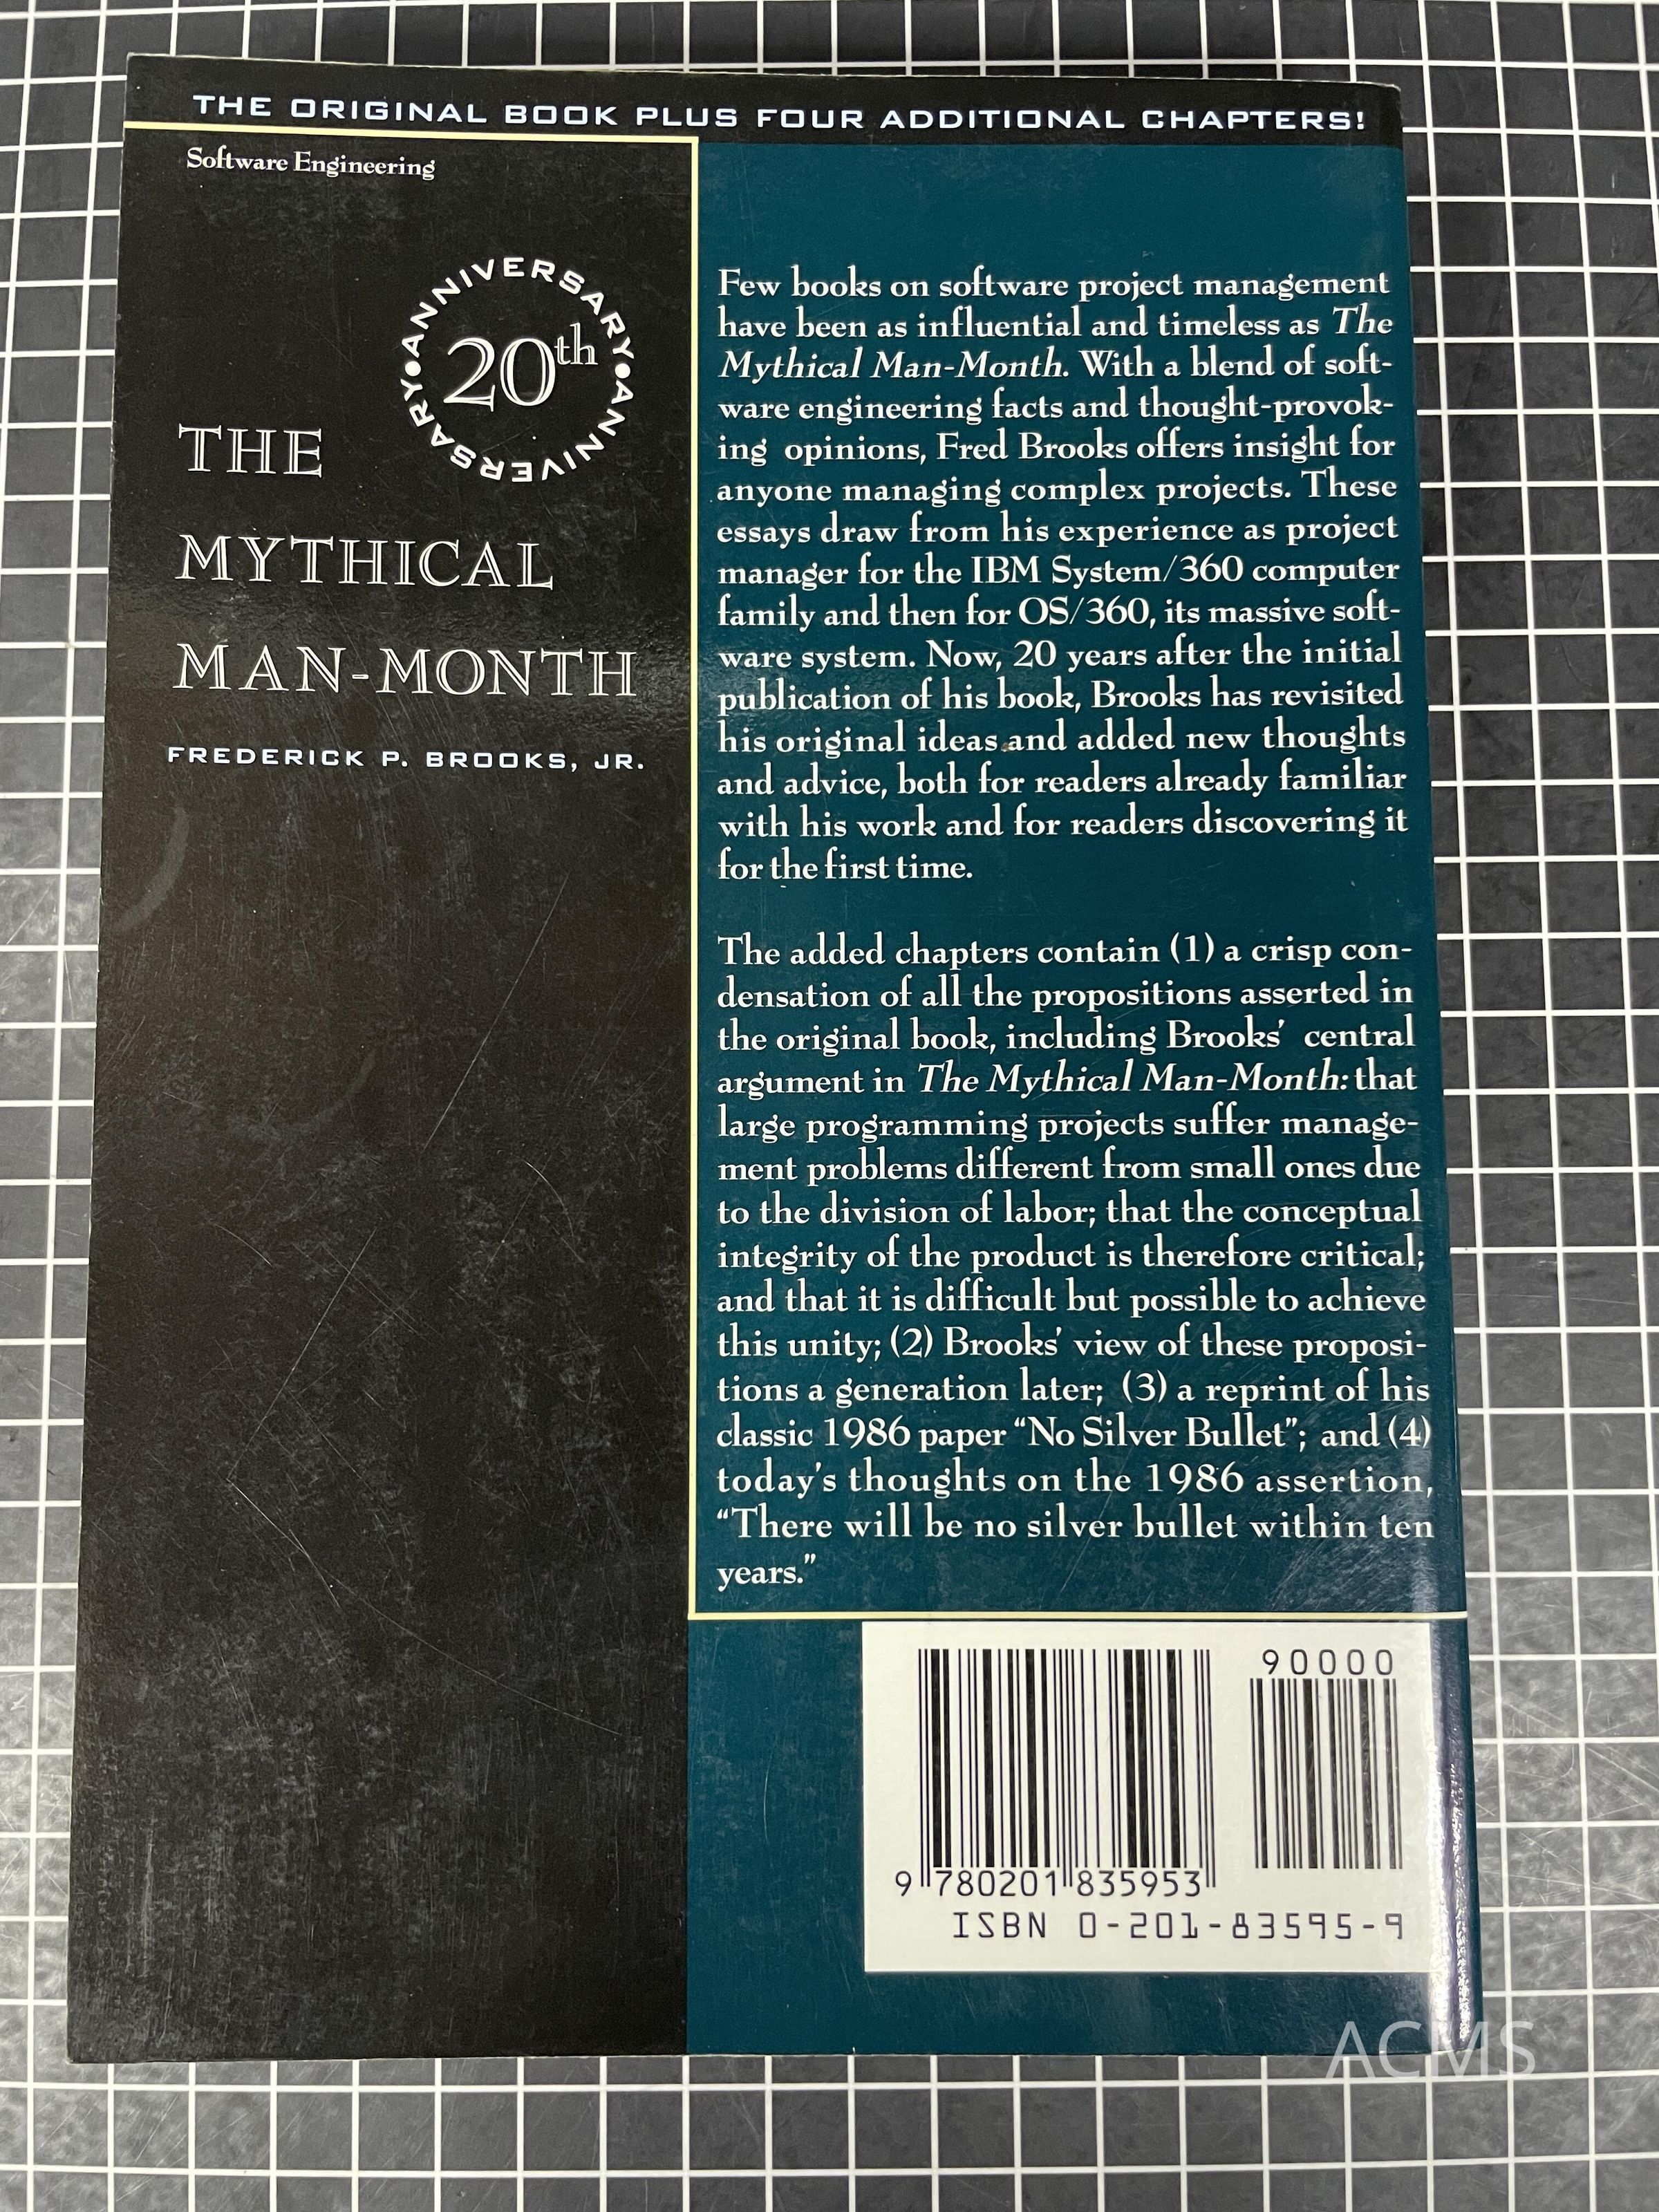 THE ORIGINAL BOOK PLUS FOUR ADDITIONAL CHAPTERS!
Software Engineering
ANNIVERSARY•ANNIVERSARY•
20th
THE
MYTHICAL
MAN-MONTH
FREDERICK P. BROOKS, JR.
Few books on software project management
have been as influential and timeless as The
Mythical Man-Month. With a blend of soft-
ware engineering facts and thought-provok-
ing opinions, Fred Brooks offers insight for
anyone managing complex projects. These
essays draw from his experience as project
manager for the IBM System/360 computer
family and then for OS/360, its massive soft-
ware system. Now, 20 years after the initial
publication of his book, Brooks has revisited
his original ideas and added new thoughts
and advice, both for readers already familiar
with his work and for readers discovering it
for the first time.
The added chapters contain (1) a crisp con-
densation of all the propositions asserted in
the original book, including Brooks' central
argument in The Mythical Man-Month: that
large programming projects suffer manage-
ment problems different from small ones due
to the division of labor; that the conceptual
integrity of the product is therefore critical;
and that it is difficult but possible to achieve
this unity; (2) Brooks' view of these proposi-
tions a generation later; (3) a reprint of his
classic 1986 paper “No Silver Bullet”; and (4)
today's thoughts on the 1986 assertion,
“There will be no silver bullet within ten
years.”
90000
9 780201 835953
ISBN 0-201-83595-9
ACMS